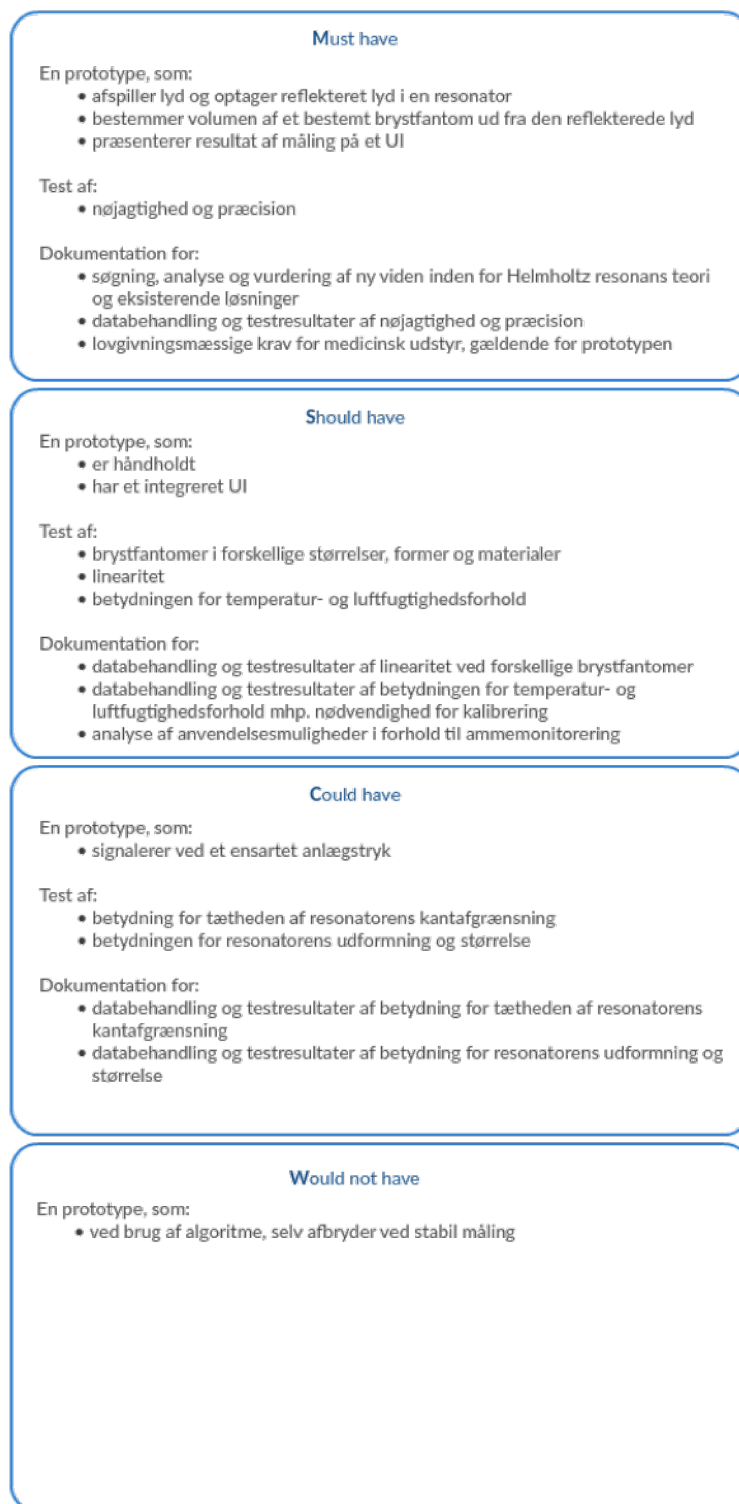 Must have
En prototype, som:
• afspiller lyd og optager reflekteret lyd i en resonator
• bestemmer volumen af et bestemt brystfantom ud fra den reflekterede lyd
• præsenterer resultat af måling på et UI
Test af:
• nøjagtighed og præcision
Dokumentation for:
• søgning, analyse og vurdering af ny viden inden for Helmholtz resonans teori
og eksisterende løsninger
• databehandling og testresultater af nøjagtighed og præcision
• lovgivningsmæssige krav for medicinsk udstyr, gældende for prototypen
Should have
En prototype, som:
• er håndholdt
• har et integreret UI
Test af:
• brystfantomer i forskellige størrelser, former og materialer
• linearitet
• betydningen for temperatur- og luftfugtighedsforhold
Dokumentation for:
• databehandling og testresultater af linearitet ved forskellige brystfantomer
• databehandling og testresultater af betydningen for temperatur- og
luftfugtighedsforhold mhp. nødvendighed for kalibrering
• analyse af anvendelsesmuligheder i forhold til ammemonitorering
Could have
En prototype, som:
• signalerer ved et ensartet anlægstryk
Test af:
• betydning for tætheden af resonatorens kantafgrænsning
• betydningen for resonatorens udformning og størrelse
Dokumentation for:
• databehandling og testresultater af betydning for tætheden af resonatorens
kantafgrænsning
• databehandling og testresultater af betydning for resonatorens udformning og
størrelse
Would not have
En prototype, som:
• ved brug af algoritme, selv afbryder ved stabil måling